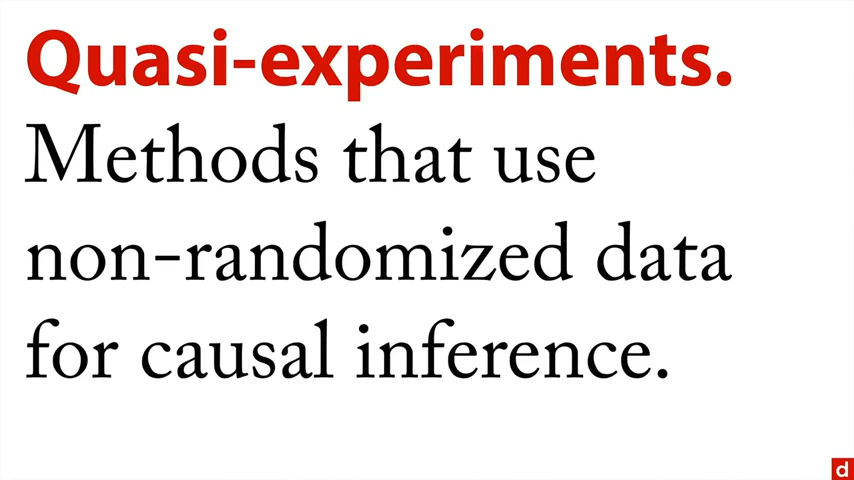 Quasi-experiments.
Methods that use
non-randomized data
for causal inference.
d